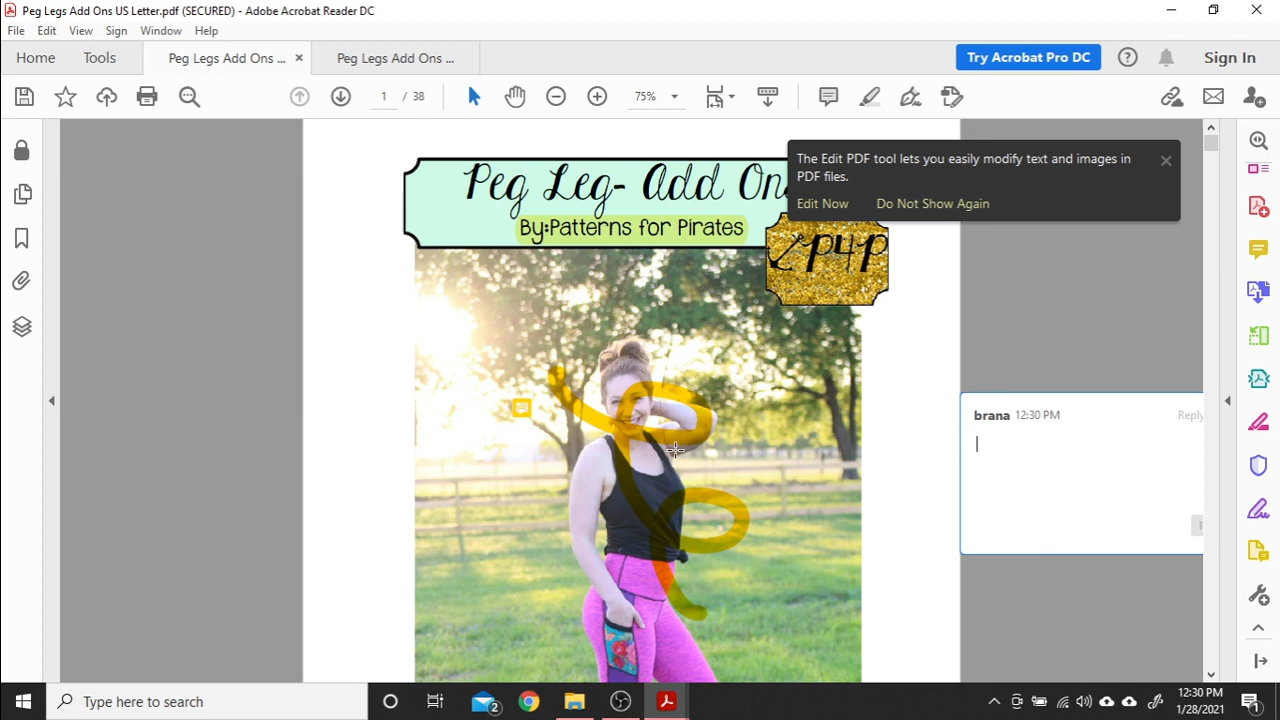 Peg Legs Add Ons US Letter.pdf (SECURED) - Adobe Acrobat Reader DC
File Edit View Sign Window Help
Home Tools Peg Legs Add Ons ... Peg Legs Add Ons ... Try Acrobat Pro DC Sign In
1 / 38 75%
The Edit PDF tool lets you easily modify text and images in
PDF files.
Edit Now Do Not Show Again
Peg Leg- Add On
By:Patterns for Pirates
p4p
brana 12:30 PM Reply
Type here to search
2
12:30 PM
1/28/2021
1